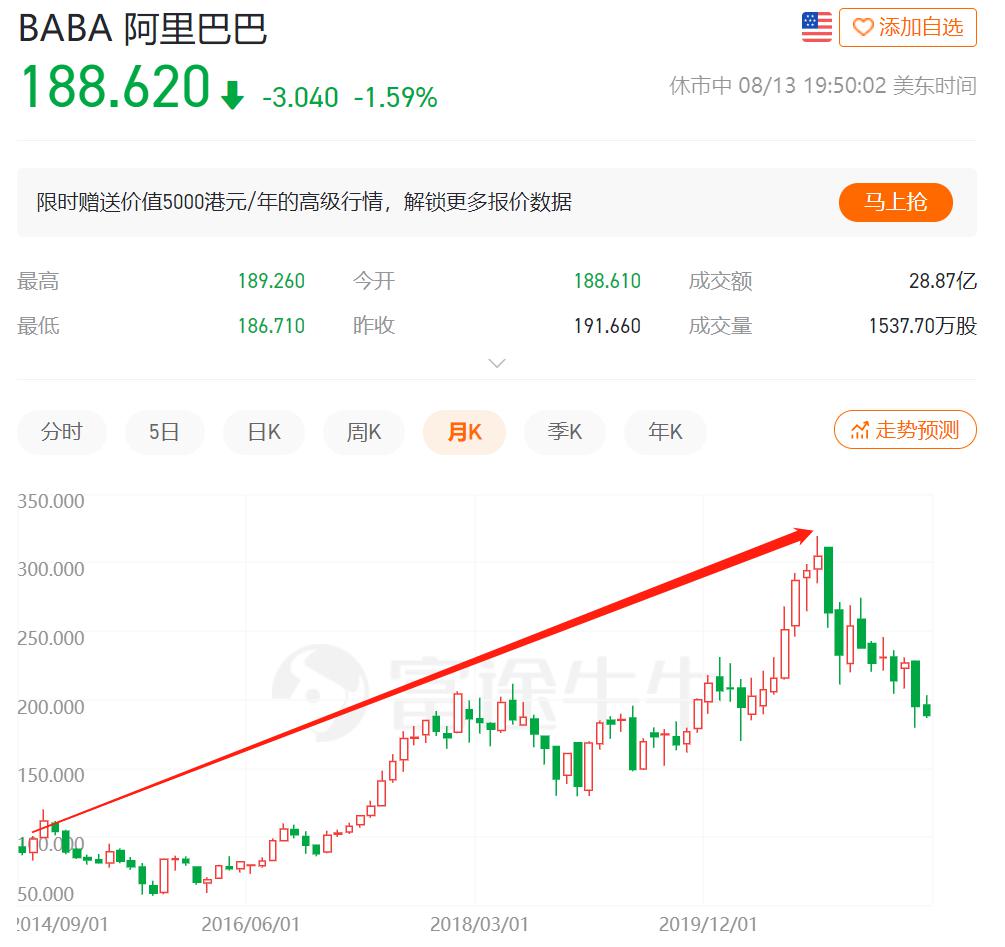 BABA 阿里巴巴
添加自选
188.620 -3.040 -1.59%
休市中 08/13 19:50:02 美东时间
限时赠送价值5000港元/年的高级行情，解锁更多报价数据
马上抢
最高 189.260 今开 188.610 成交额 28.87亿
最低 186.710 昨收 191.660 成交量 1537.70万股
分时 5日 日K 周K 月K 季K 年K 走势预测
350.000
300.000
250.000
富途牛牛
200.000
150.000
100.000
50.000
2014/09/01 2016/06/01 2018/03/01 2019/12/01